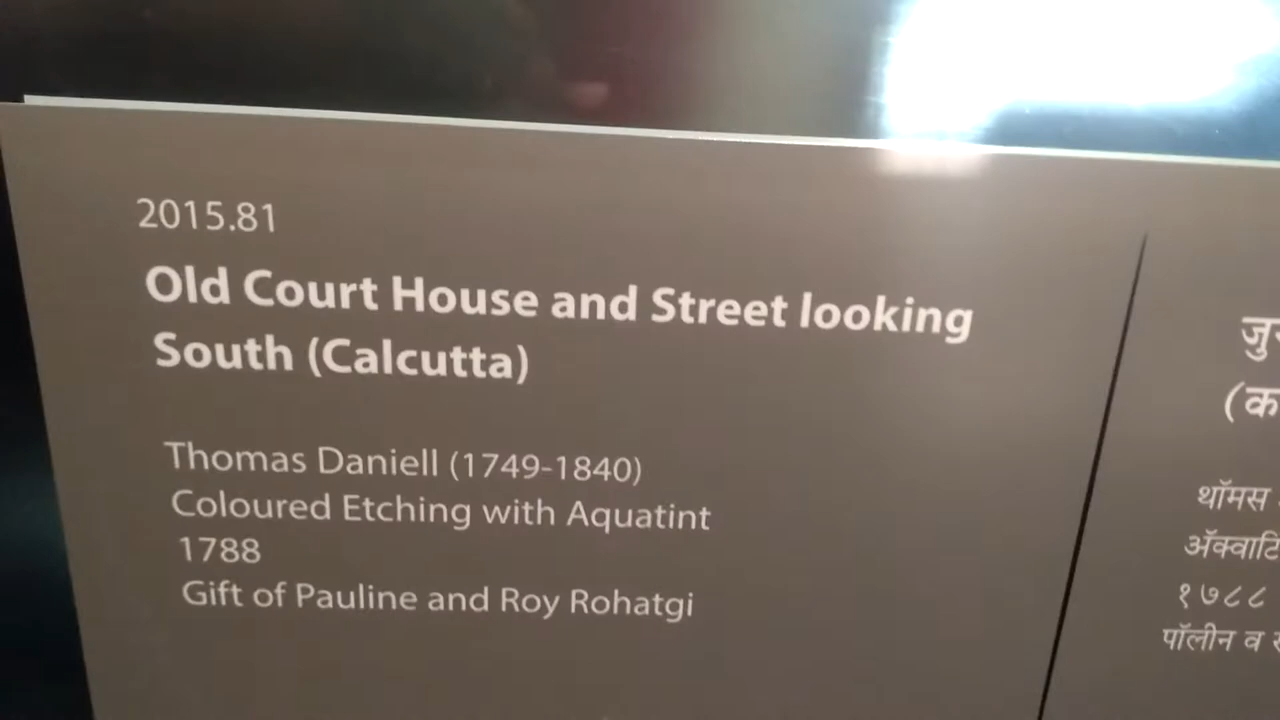 2015.81
Old Court House and Street looking
South (Calcutta)
Thomas Daniell (1749-1840)
Coloured Etching with Aquatint
1788
Gift of Pauline and Roy Rohatgi
(क
थॉमस
१७८८
पॉलीन व